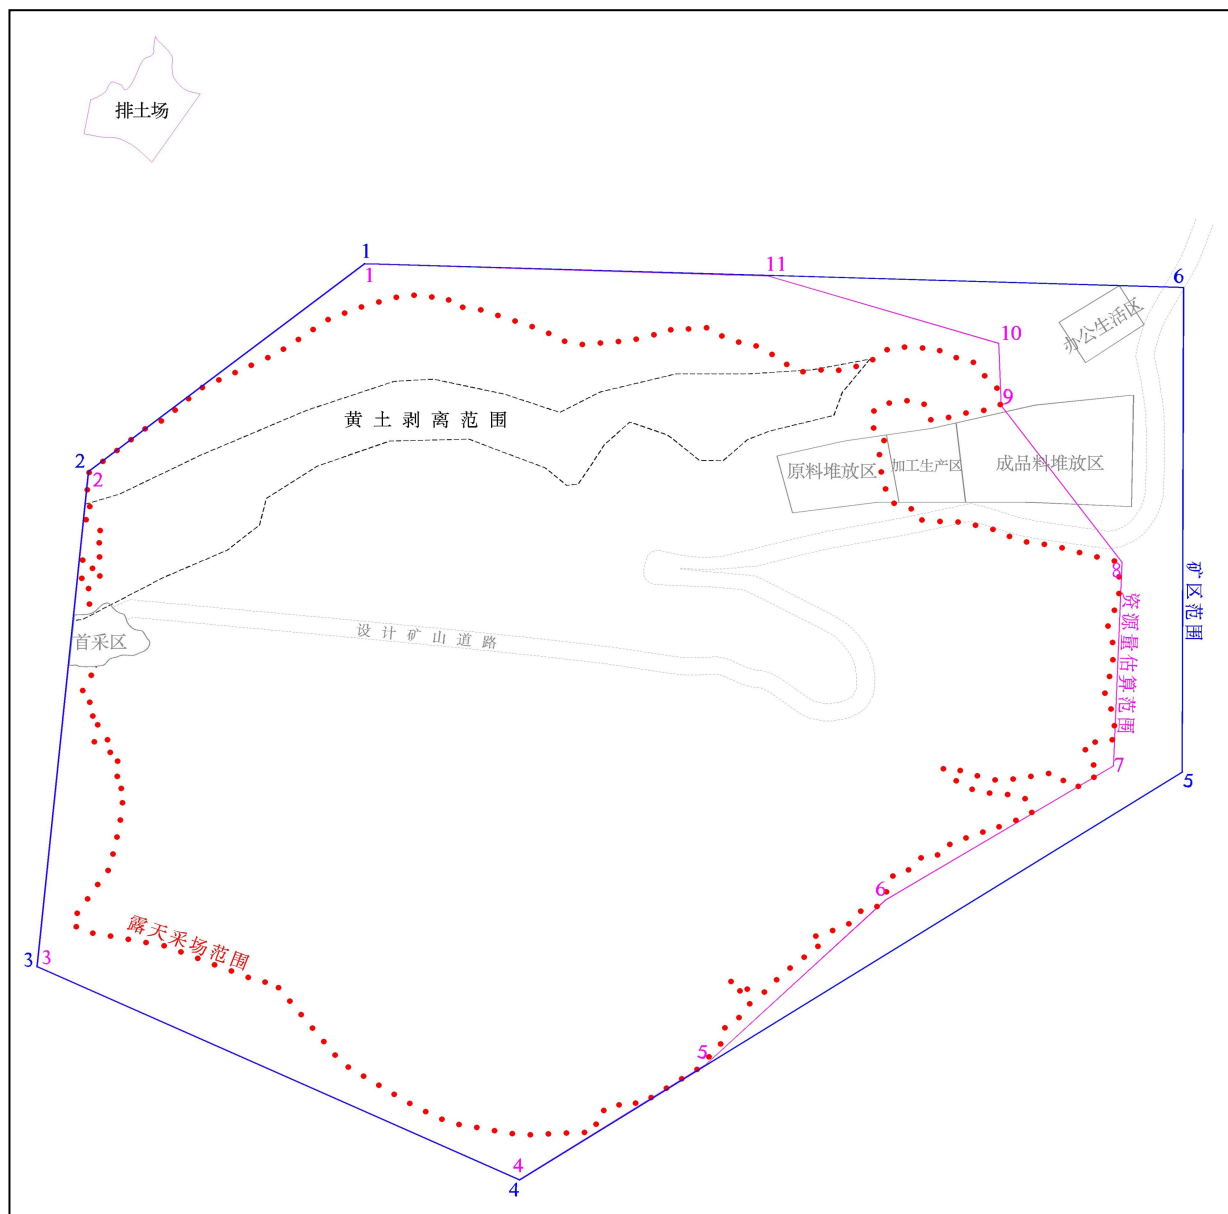 排土场
1
1
11
6
办公生活区
10
9
黄土剥离范围
2
2
原料堆放区
加工生产区
成品料堆放区
8
矿区范围
资源量估算范围
首采区
设计矿山道路
7
5
6
露天采场范围
3
3
5
4
4